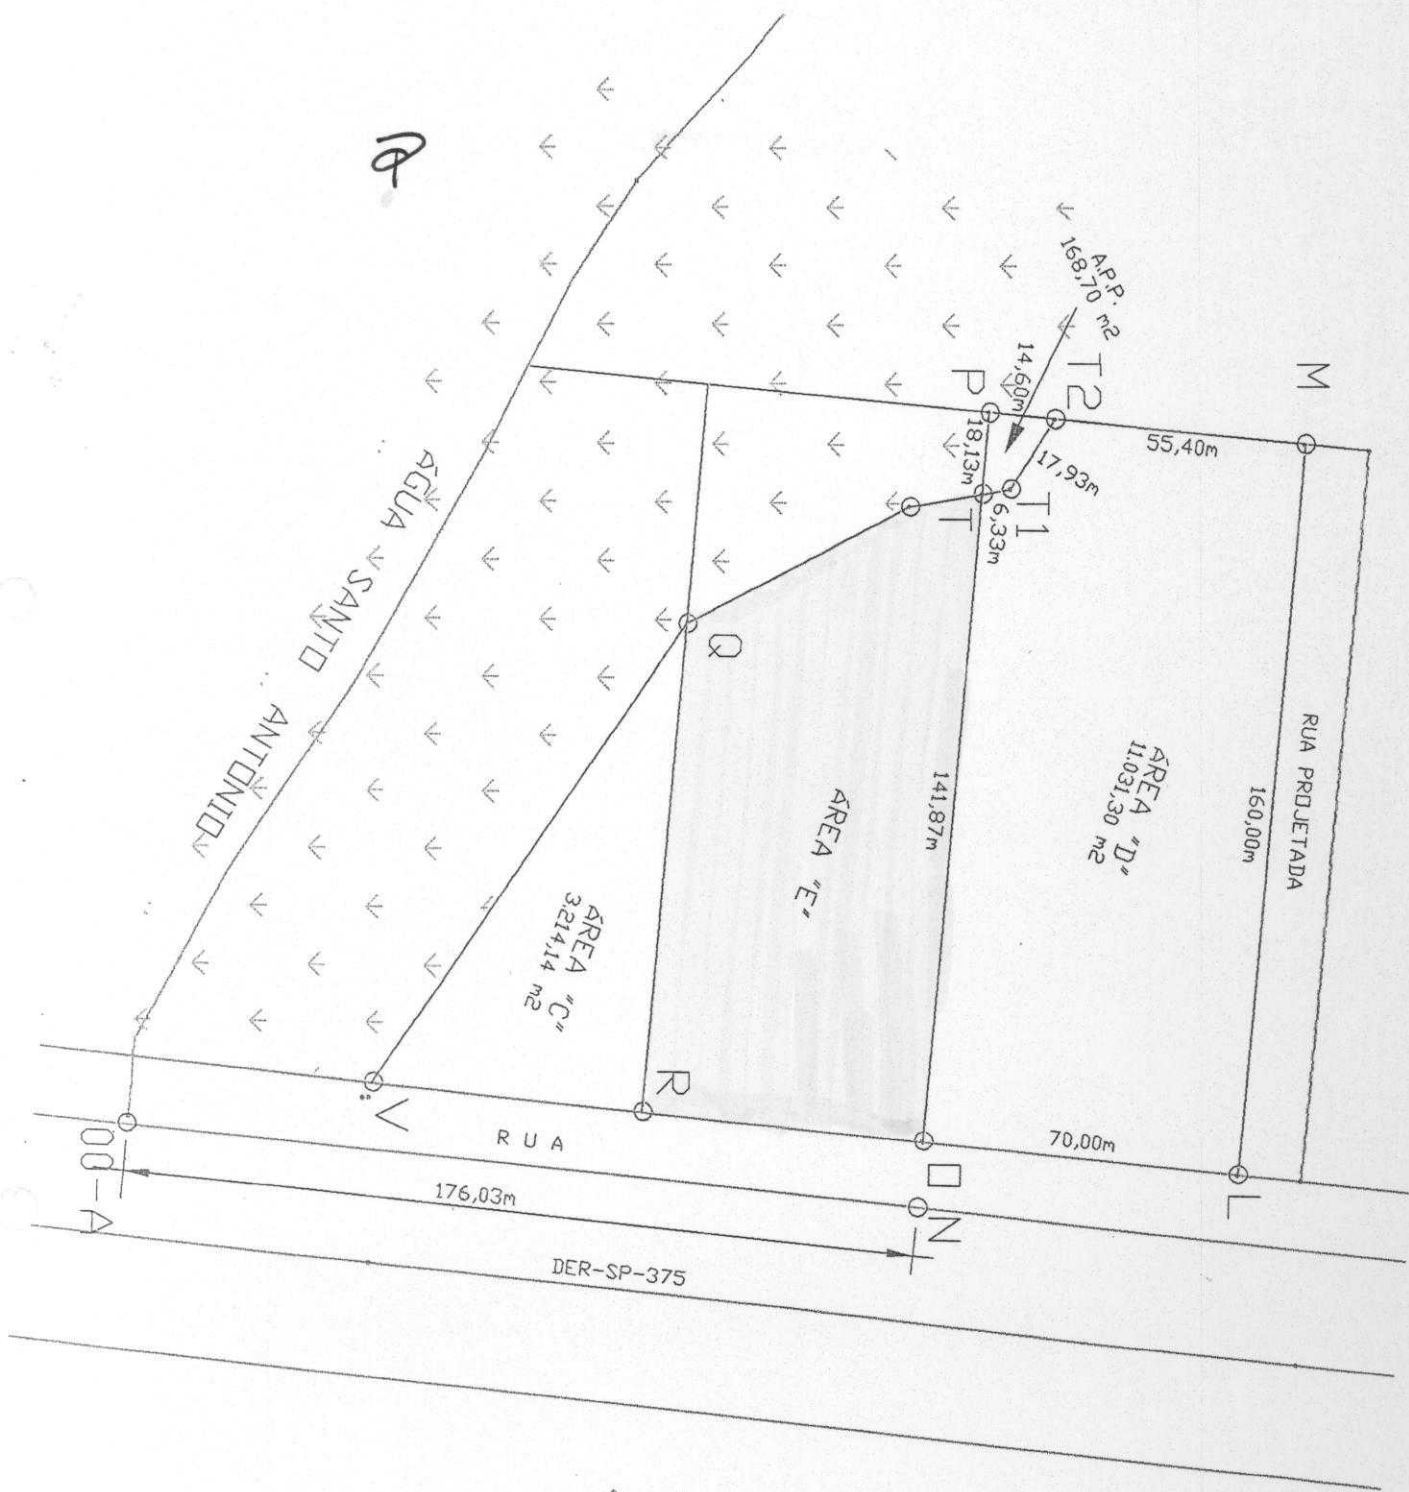 M
A.P.P.
168,70 m2
14,60m
T2
P
55,40m
18,13m
17,93m
T1
T
6,33m
Q
RUA PROJETADA
160,00m
ÁREA "D"
11.031,30 m2
141,87m
ÁREA "E"
ÁREA "C"
3.214,14 m2
ÁGUA SANTO ANTONIO
R
V
RUA
70,00m
O
L
N
00-A
176,03m
DER-SP-375